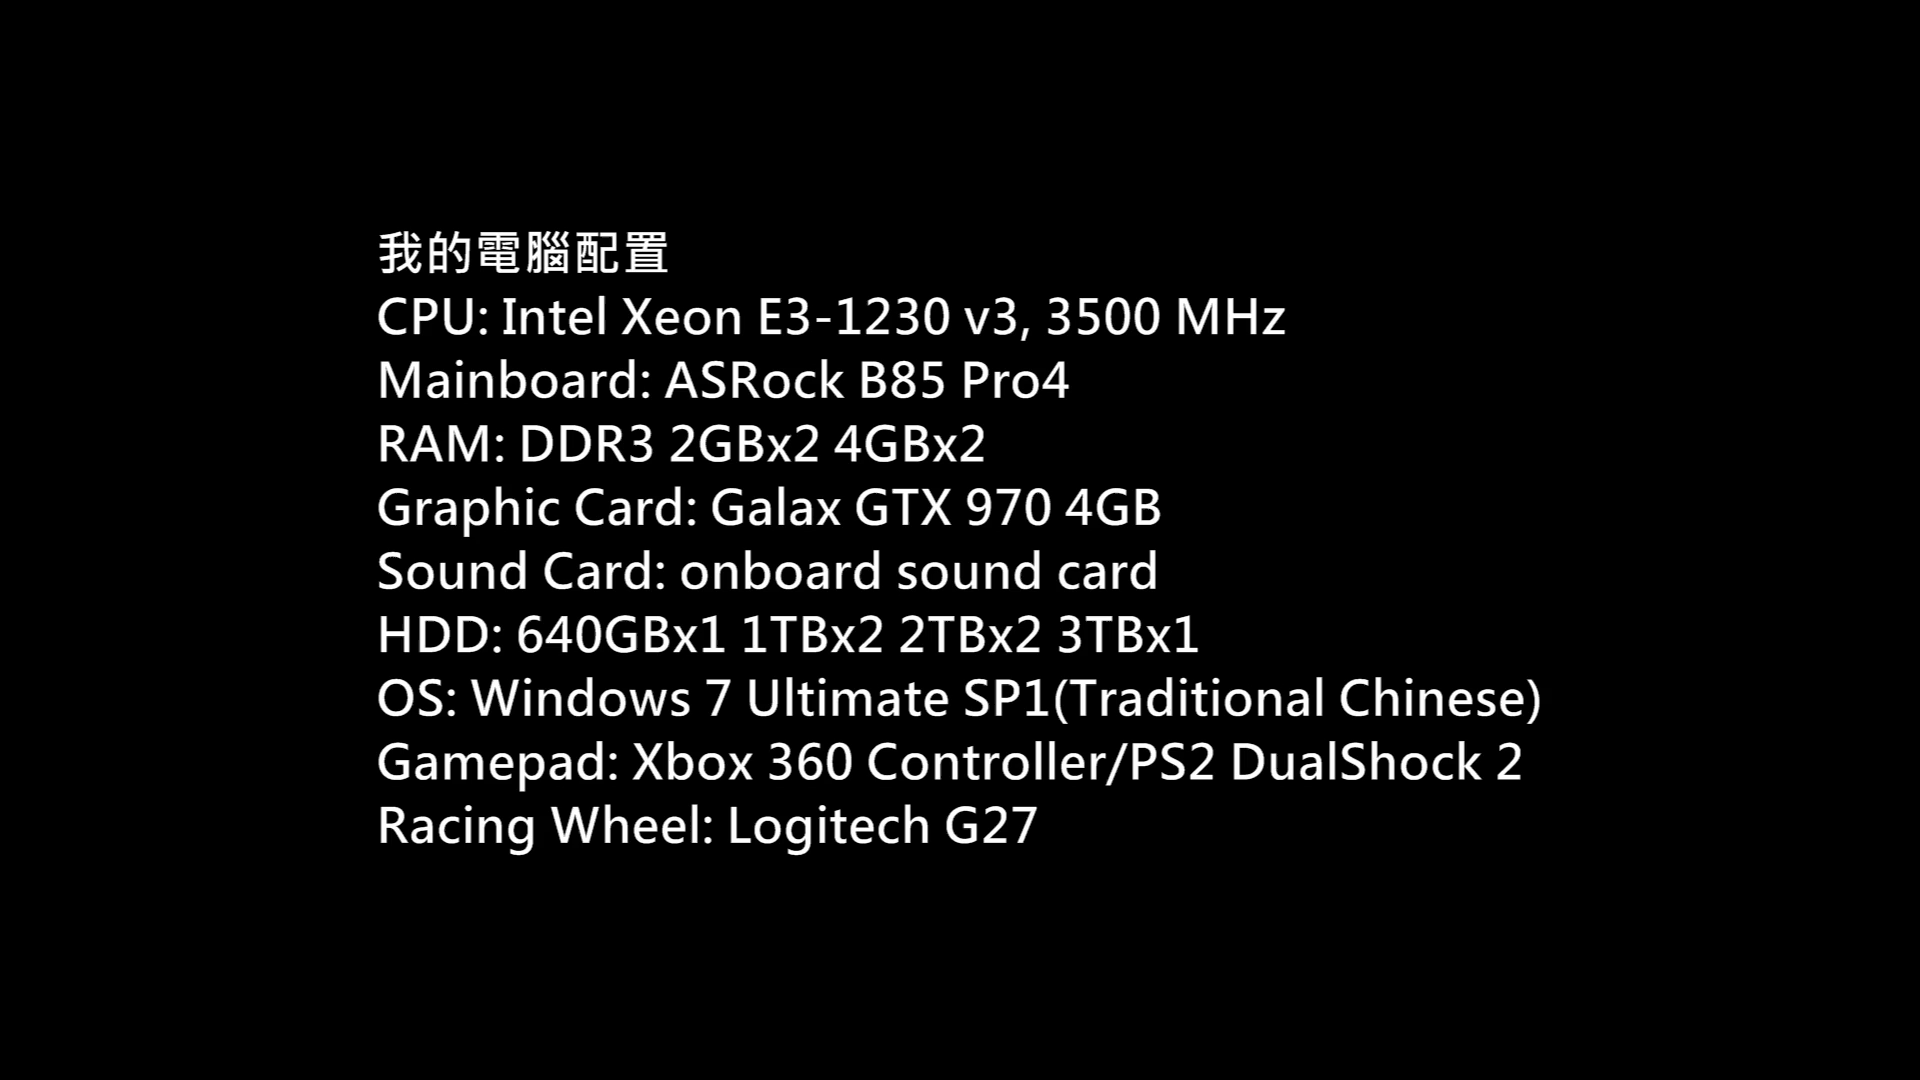 我的電腦配置
CPU: Intel Xeon E3-1230 v3, 3500 MHz
Mainboard: ASRock B85 Pro4
RAM: DDR3 2GBx2 4GBx2
Graphic Card: Galax GTX 970 4GB
Sound Card: onboard sound card
HDD: 640GBx1 1TBx2 2TBx2 3TBx1
OS: Windows 7 Ultimate SP1(Traditional Chinese)
Gamepad: Xbox 360 Controller/PS2 DualShock 2
Racing Wheel: Logitech G27